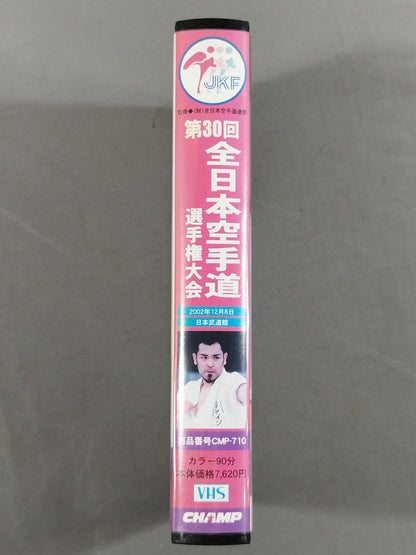 JKF
監修◆(財)全日本空手道連盟
第30回
全日本空手道
選手権大会
2002年12月8日
日本武道館
商品番号CMP-710
カラー90分
本体価格7,620円
VHS
CHAMP